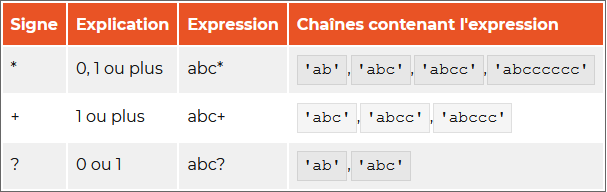 Signe Explication Expression Chaînes contenant l'expression
* 0, 1 ou plus abc* 'ab', 'abc', 'abcc', 'abcccccc'
+ 1 ou plus abc+ 'abc', 'abcc', 'abccc'
? 0 ou 1 abc? 'ab', 'abc'